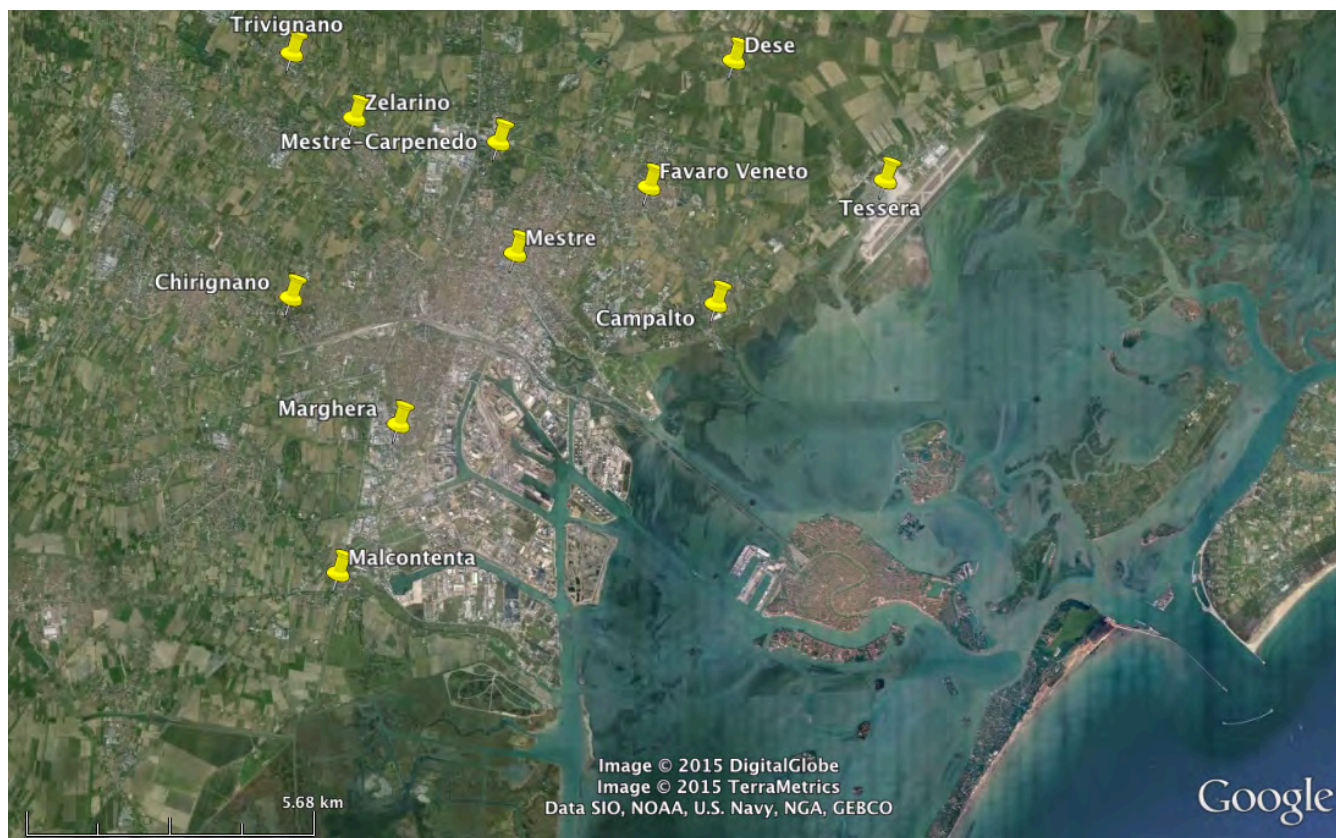 Trivignano
Dese
Zelarino
Mestre-Carpenedo
Favaro Veneto
Tessera
Mestre
Chirignano
Campalto
Marghera
Malcontenta
Image © 2015 DigitalGlobe
Image © 2015 TerraMetrics
Data SIO, NOAA, U.S. Navy, NGA, GEBCO
5.68 km
Google